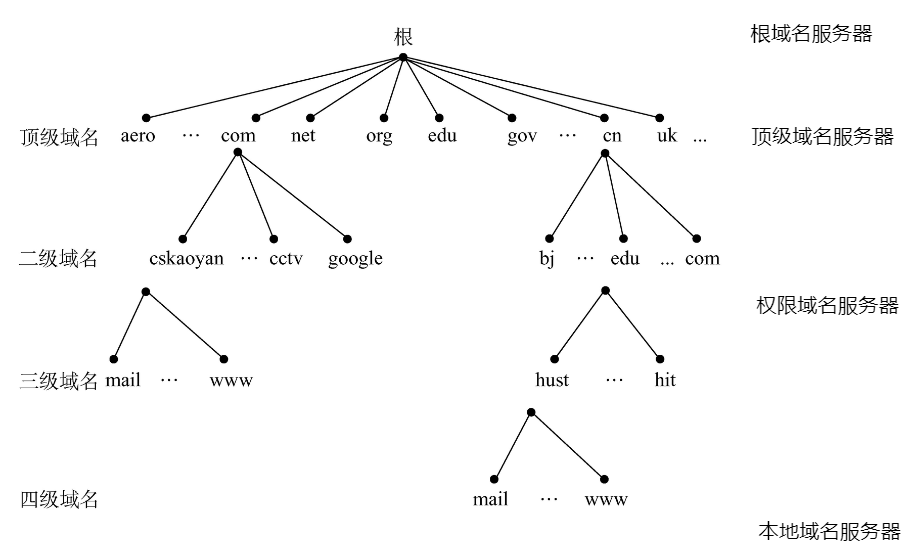 根 根域名服务器
顶级域名 aero … com net org edu gov … cn uk ... 顶级域名服务器
二级域名 cskaoyan … cctv google bj … edu ... com
权限域名服务器
三级域名 mail … www hust … hit
四级域名 mail … www
本地域名服务器